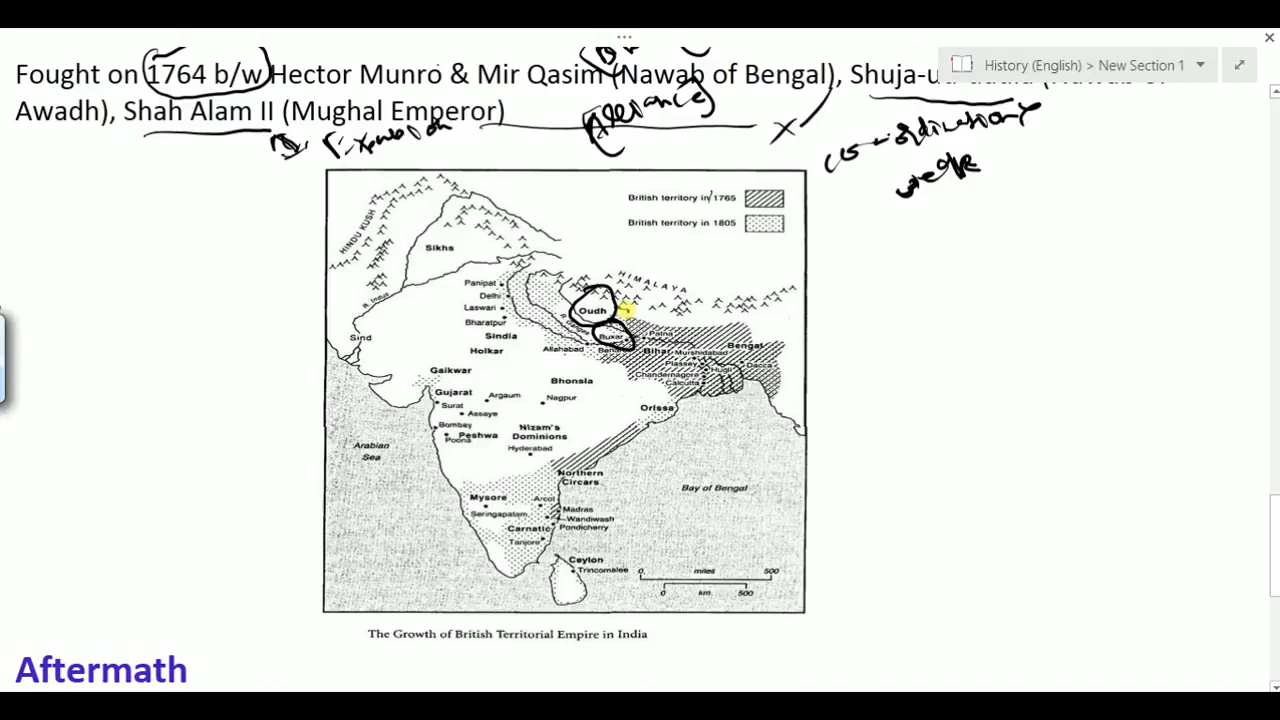 History (English) > New Section 1
Fought on 1764 b/w Hector Munro & Mir Qasim (Nawab of Bengal), Shuja-u
Awadh), Shah Alam II (Mughal Emperor)
British territory in 1765
British territory in 1805
HINDU KUSH
Sikhs
R. Indus
HIMALAYA
Panipat
Delhi
Laswari
Bharatpur
Oudh
R. Ganges
Sind
Sindia
Buxar
Patna
Holkar
Allahabad
Bihar
Murshidabad
Bengal
Plassey
Hugli
Dacca
Gaikwar
Chandernagore
Calcutta
Bhonsla
Gujarat
Argaum
Nagpur
Surat
Assaye
Orissa
Bombay
Poona
Peshwa
Nizam's
Dominions
Hyderabad
Arabian
Sea
Northern
Circars
Bay of Bengal
Mysore
Arcot
Seringapatam
Madras
Wandiwash
Carnatic
Pondicherry
Tanjore
Ceylon
Trincomalee
0 miles 500
0 km 500
The Growth of British Territorial Empire in India
Aftermath